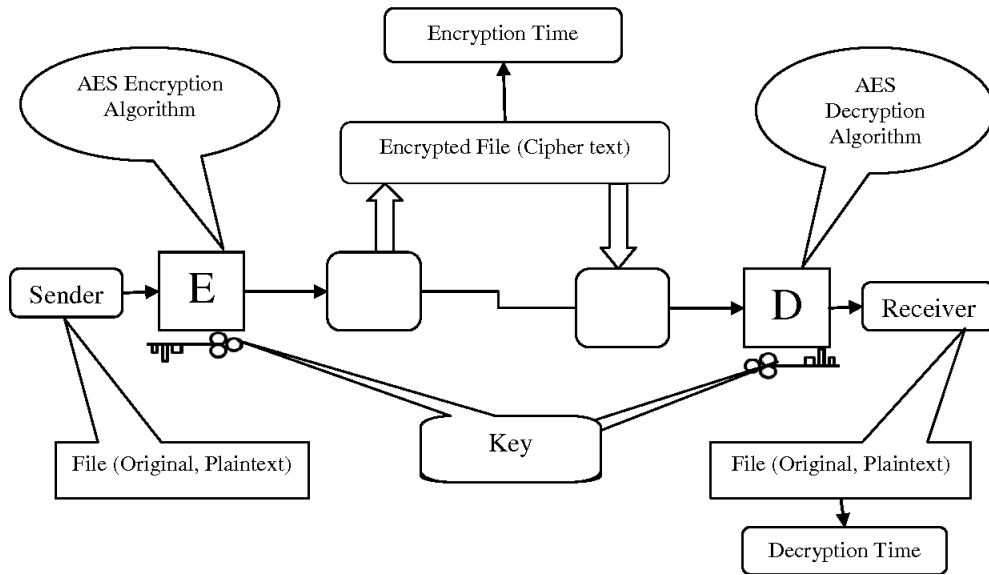 Encryption Time
AES Encryption
Algorithm
AES
Decryption
Algorithm
Encrypted File (Cipher text)
Sender
E
D
Receiver
File (Original, Plaintext)
Key
File (Original, Plaintext)
Decryption Time